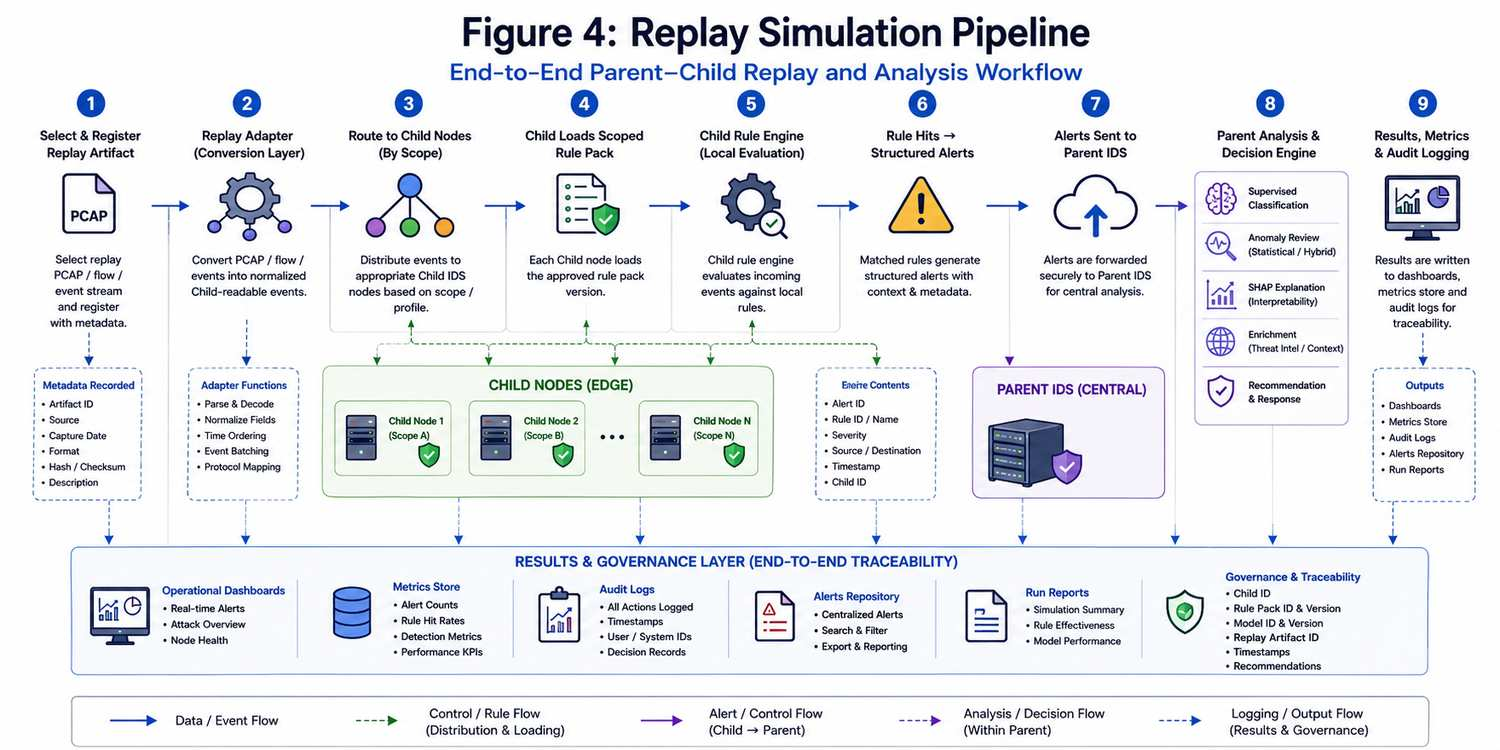 Figure 4: Replay Simulation Pipeline
End-to-End Parent–Child Replay and Analysis Workflow
1
Select & Register
Replay Artifact
PCAP
Select replay
PCAP / flow /
event stream
and register
with metadata.
2
Replay Adapter
(Conversion Layer)
Convert PCAP / flow /
events into normalized
Child-readable events.
3
Route to Child Nodes
(By Scope)
Distribute events to
appropriate Child IDS
nodes based on scope /
profile.
4
Child Loads Scoped
Rule Pack
Each Child node loads
the approved rule pack
version.
5
Child Rule Engine
(Local Evaluation)
Child rule engine
evaluates incoming
events against local
rules.
6
Rule Hits →
Structured Alerts
Matched rules generate
structured alerts with
context & metadata.
7
Alerts Sent to
Parent IDS
Alerts are forwarded
securely to Parent IDS
for central analysis.
8
Parent Analysis &
Decision Engine
Supervised
Classification
Anomaly Review
(Statistical / Hybrid)
SHAP Explanation
(Interpretability)
Enrichment
(Threat Intel / Context)
Recommendation
& Response
9
Results, Metrics
& Audit Logging
Results are written
to dashboards,
metrics store and
audit logs for
traceability.
Metadata Recorded
• Artifact ID
• Source
• Capture Date
• Format
• Hash / Checksum
• Description
Adapter Functions
• Parse & Decode
• Normalize Fields
• Time Ordering
• Event Batching
• Protocol Mapping
CHILD NODES (EDGE)
Child Node 1
(Scope A)
Child Node 2
(Scope B)
•••
Child Node N
(Scope N)
Contents
• Alert ID
• Rule ID / Name
• Severity
• Source / Destination
• Timestamp
• Child ID
PARENT IDS (CENTRAL)
Outputs
• Dashboards
• Metrics Store
• Audit Logs
• Alerts Repository
• Run Reports
RESULTS & GOVERNANCE LAYER (END-TO-END TRACEABILITY)
Operational Dashboards
• Real-time Alerts
• Attack Overview
• Node Health
Metrics Store
• Alert Counts
• Rule Hit Rates
• Detection Metrics
• Performance KPIs
Audit Logs
• All Actions Logged
• Timestamps
• User / System IDs
• Decision Records
Alerts Repository
• Centralized Alerts
• Search & Filter
• Export & Reporting
Run Reports
• Simulation Summary
• Rule Effectiveness
• Model Performance
Governance & Traceability
• Child ID
• Rule Pack ID & Version
• Model ID & Version
• Replay Artifact ID
• Timestamps
• Recommendations
Data / Event Flow
Control / Rule Flow
(Distribution & Loading)
Alert / Control Flow
(Child → Parent)
Analysis / Decision Flow
(Within Parent)
Logging / Output Flow
(Results & Governance)